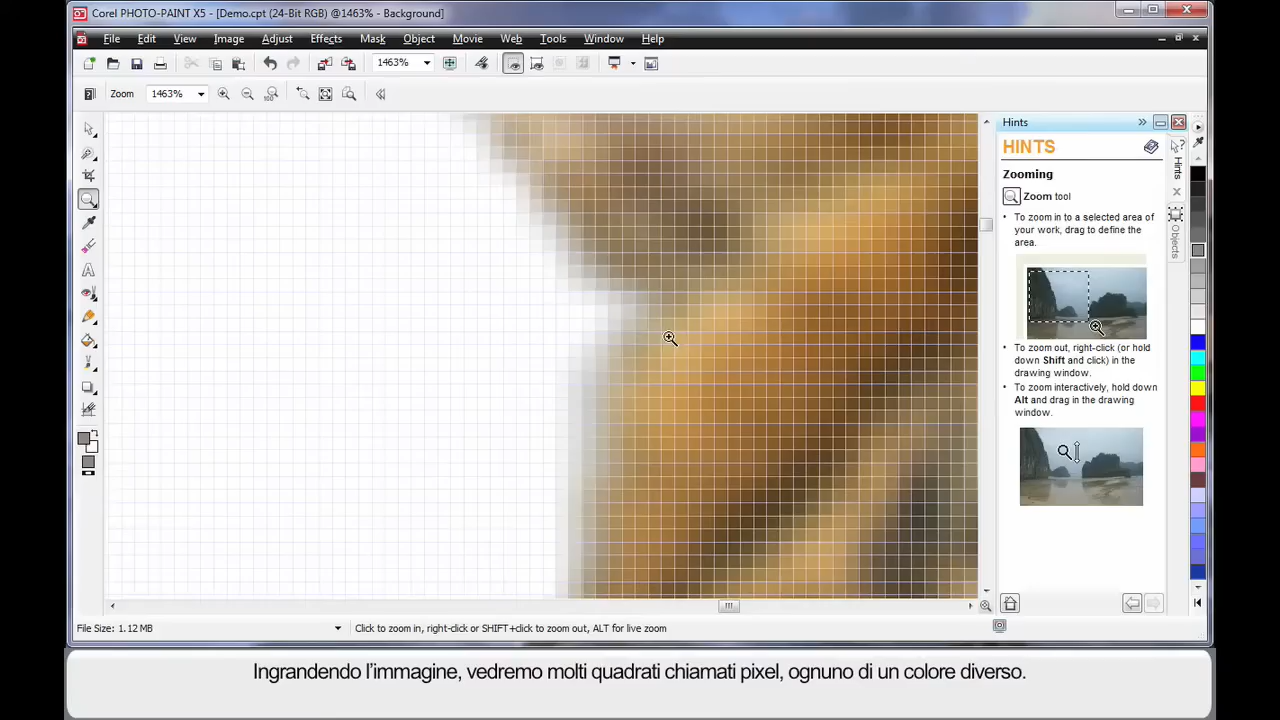 Corel PHOTO-PAINT X5 - [Demo.cpt (24-Bit RGB) @1463% - Background]
File Edit View Image Adjust Effects Mask Object Movie Web Tools Window Help
1463%
Zoom 1463%
Hints
HINTS
Zooming
Zoom tool
• To zoom in to a selected area of
your work, drag to define the
area.
• To zoom out, right-click (or hold
down Shift and click) in the
drawing window.
• To zoom interactively, hold down
Alt and drag in the drawing
window.
Hints
Objects
File Size: 1.12 MB Click to zoom in, right-click or SHIFT+click to zoom out, ALT for live zoom
Ingrandendo l'immagine, vedremo molti quadrati chiamati pixel, ognuno di un colore diverso.